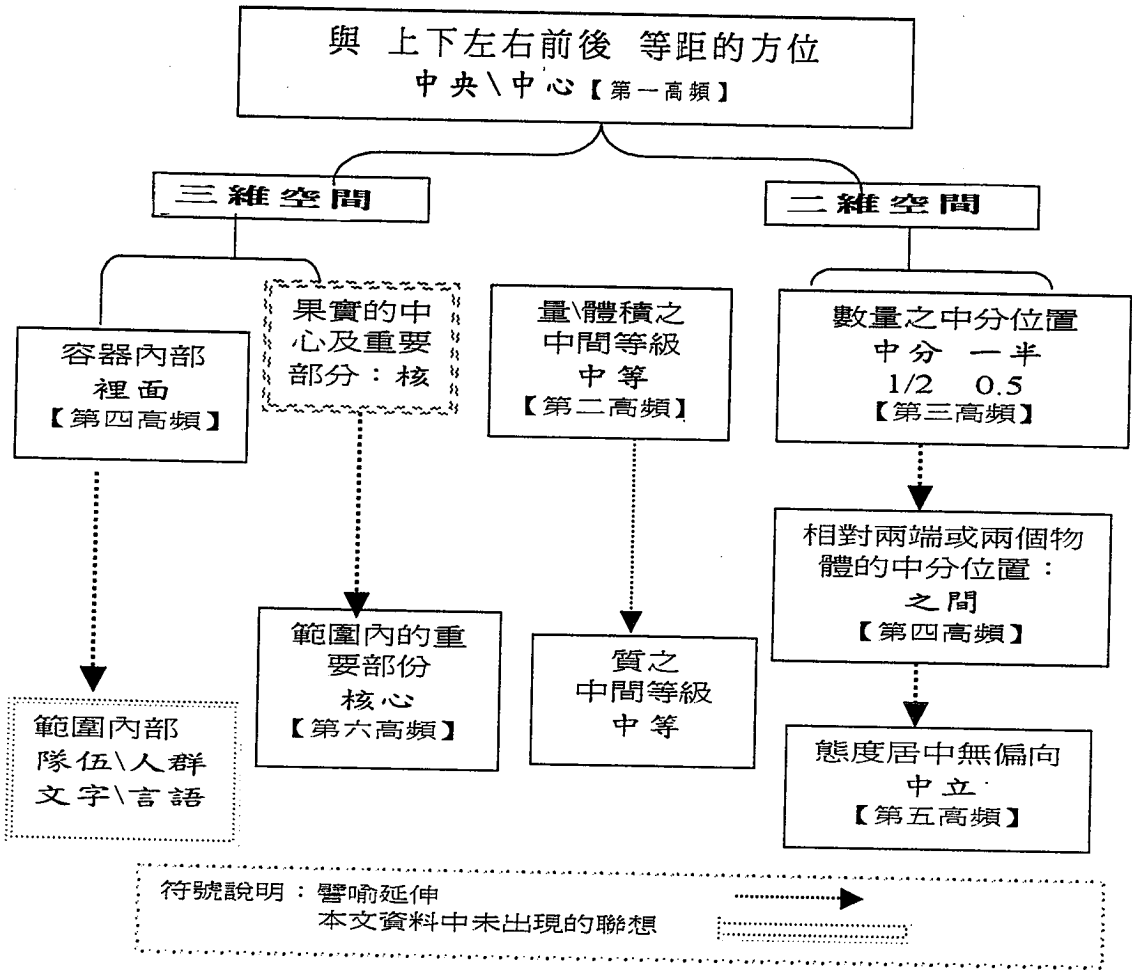 與 上下左右前後 等距的方位
中央\中心【第一高頻】
三維空間
二維空間
容器內部
裡面
【第四高頻】
果實的中
心及重要
部分：核
量\體積之
中間等級
中等
【第二高頻】
數量之中分位置
中分 一半
1/2 0.5
【第三高頻】
相對兩端或兩個物
體的中分位置：
之間
【第四高頻】
範圍內部
隊伍\人群
文字\言語
範圍內的重
要部份
核心
【第六高頻】
質之
中間等級
中等
態度居中無偏向
中立
【第五高頻】
符號說明：譬喻延伸
本文資料中未出現的聯想